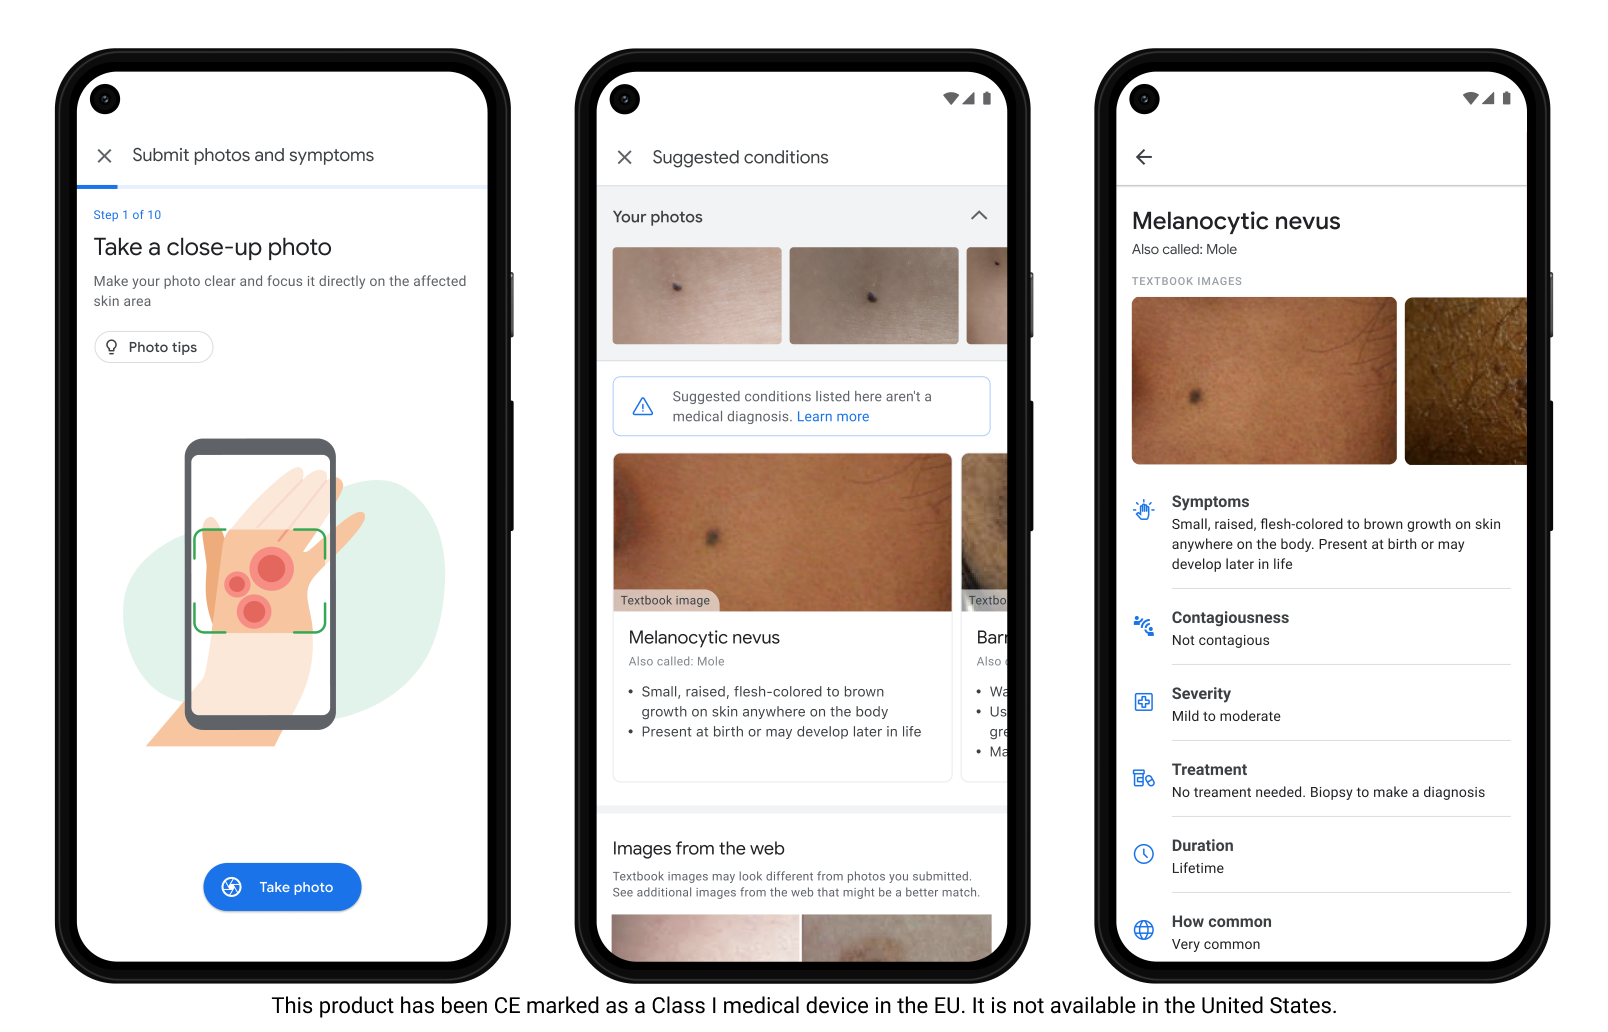 Submit photos and symptoms
Step 1 of 10
Take a close-up photo
Make your photo clear and focus it directly on the affected
skin area
Photo tips
Take photo
Suggested conditions
Your photos
Suggested conditions listed here aren't a
medical diagnosis. Learn more
Textbook image
Melanocytic nevus
Also called: Mole
• Small, raised, flesh-colored to brown
growth on skin anywhere on the body
• Present at birth or may develop later in life
Images from the web
Textbook images may look different from photos you submitted.
See additional images from the web that might be a better match.
Melanocytic nevus
Also called: Mole
TEXTBOOK IMAGES
Symptoms
Small, raised, flesh-colored to brown growth on skin
anywhere on the body. Present at birth or may
develop later in life
Contagiousness
Not contagious
Severity
Mild to moderate
Treatment
No treament needed. Biopsy to make a diagnosis
Duration
Lifetime
How common
Very common
This product has been CE marked as a Class I medical device in the EU. It is not available in the United States.